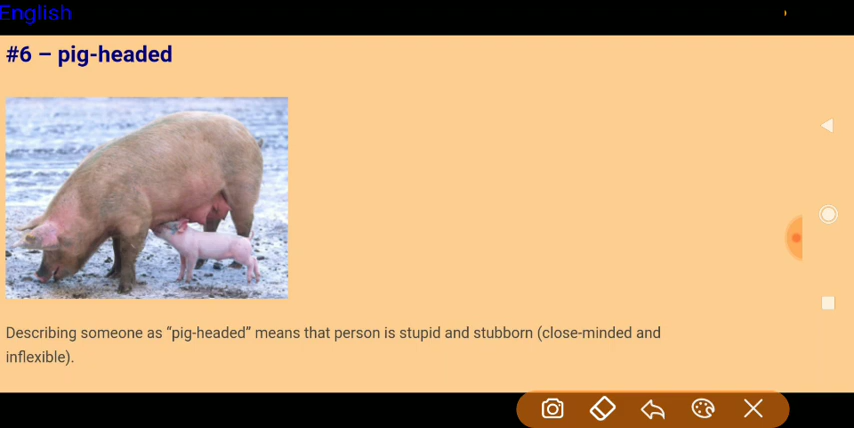 English
#6 – pig-headed
Describing someone as “pig-headed” means that person is stupid and stubborn (close-minded and
inflexible).